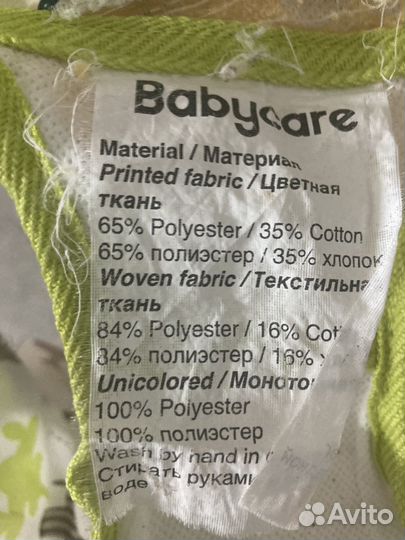 Babycare
Material / Материал
Printed fabric / Цветная
ткань
65% Polyester / 35% Cotton
65% полиэстер / 35% хлопок
Woven fabric / Текстильна
ткань
84% Polyester / 16% Cot
84% полиэстер / 16%
Unicolored / Моното
100% Polyester
100% полиэстер
Wash by hand in
Стирать руками
воде
Avito